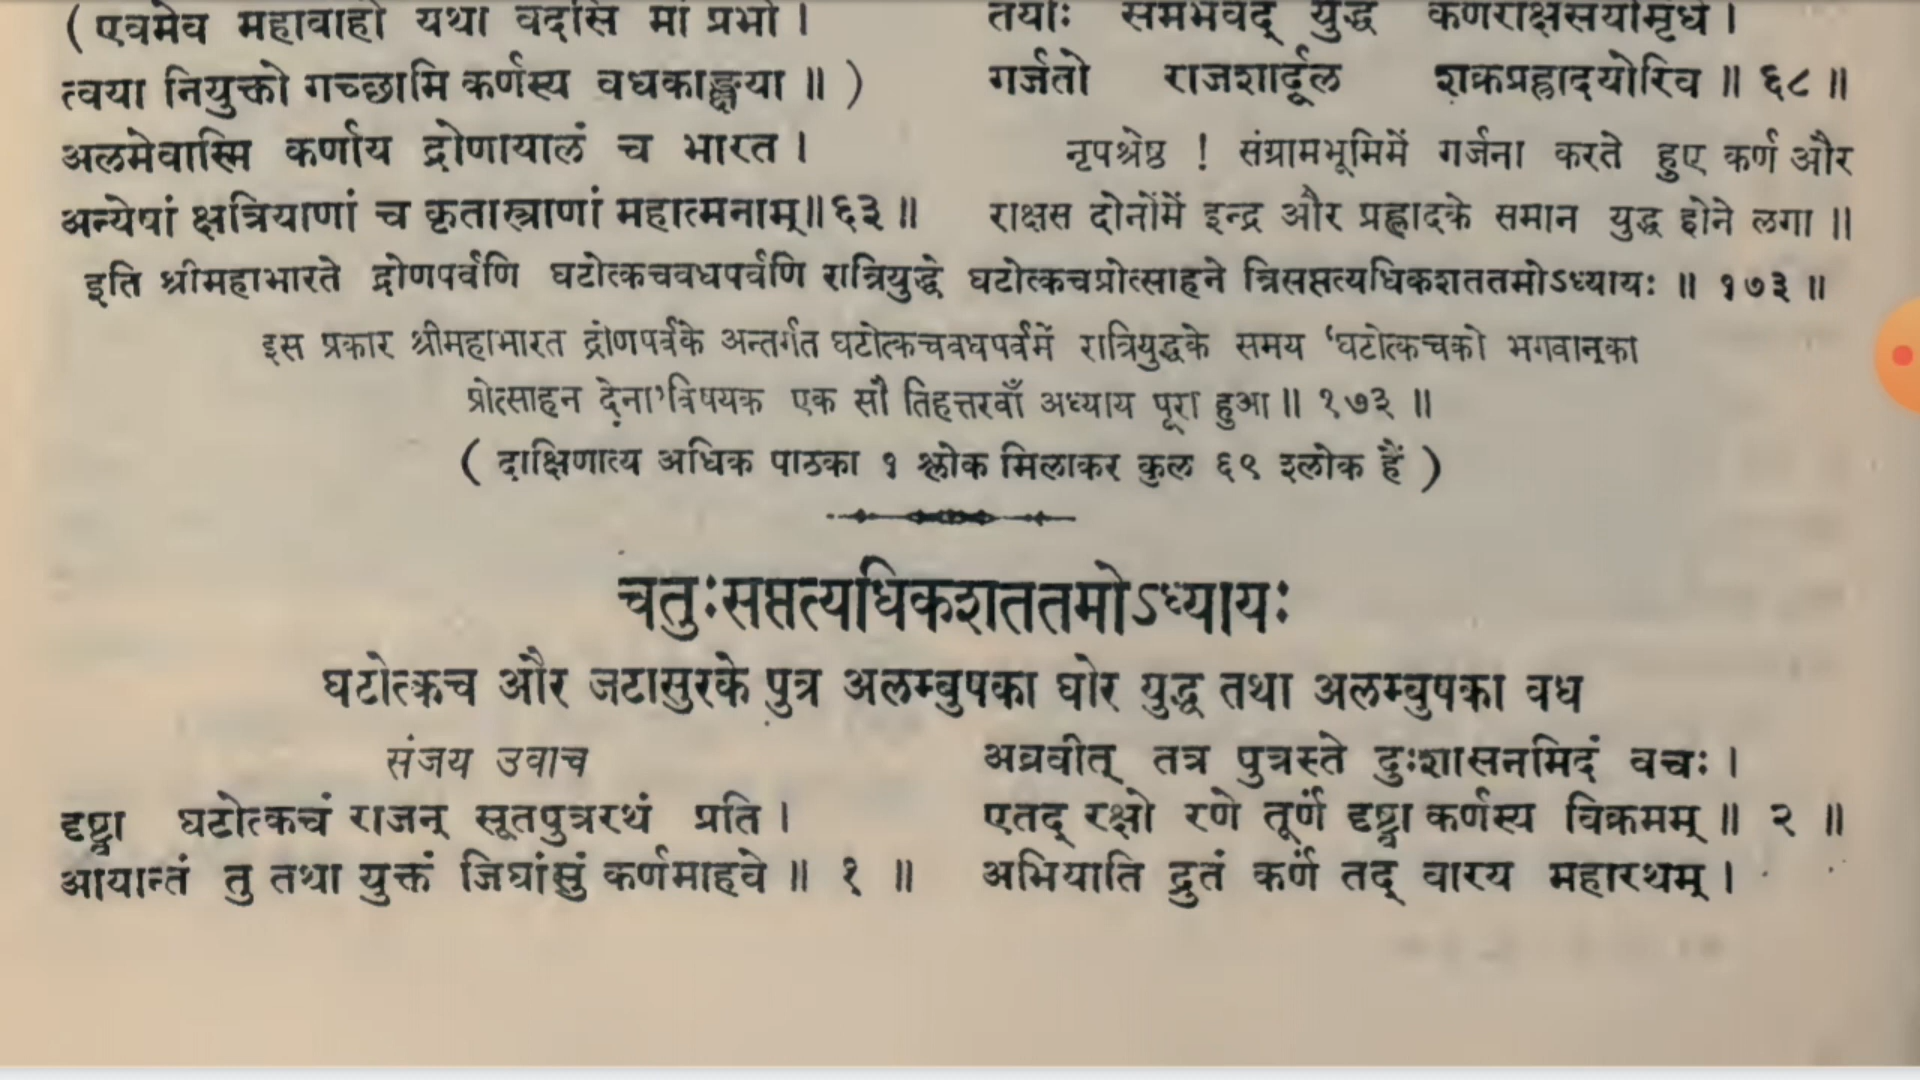 ( एवमेव महाबाहो यथा वदसि मां प्रभो ।
त्वया नियुक्तो गच्छामि कर्णस्य वधकाङ्क्षया ॥ )
अलमेवास्मि कर्णाय द्रोणायालं च भारत ।
अन्येषां क्षत्रियाणां च कृतास्त्राणां महात्मनाम् ॥ ६३ ॥
तयोः समभवद् युद्धं कर्णराक्षसयोर्मृधे ।
गर्जतो राजशार्दूल शक्रप्रह्लादयोरिव ॥ ६८ ॥
नृपश्रेष्ठ ! संग्रामभूमिमें गर्जना करते हुए कर्ण और
राक्षस दोनोंमें इन्द्र और प्रह्लादके समान युद्ध होने लगा ॥
इति श्रीमहाभारते द्रोणपर्वणि घटोत्कचवधपर्वणि रात्रियुद्धे घटोत्कचप्रोत्साहने त्रिसप्तत्यधिकशततमोऽध्यायः ॥ १७३ ॥
इस प्रकार श्रीमहाभारत द्रोणपर्वके अन्तर्गत घटोत्कचवधपर्वमें रात्रियुद्धके समय ‘घटोत्कचको भगवान्‌का
प्रोत्साहन देना’विषयक एक सौ तिहत्तरवाँ अध्याय पूरा हुआ ॥ १७३ ॥
( दाक्षिणात्य अधिक पाठका १ श्लोक मिलाकर कुल ६९ श्लोक हैं )
चतुःसप्तत्यधिकशततमोऽध्यायः
घटोत्कच और जटासुरके पुत्र अलम्बुषका घोर युद्ध तथा अलम्बुषका वध
संजय उवाच
दृष्ट्वा घटोत्कचं राजन् सूतपुत्ररथं प्रति ।
आयान्तं तु तथा युक्तं जिघांसुं कर्णमाहवे ॥ १ ॥
अब्रवीत् तत्र पुत्रस्ते दुःशासनमिदं वचः ।
एतद् रक्षो रणे तूर्णं दृष्ट्वा कर्णस्य विक्रमम् ॥ २ ॥
अभियाति द्रुतं कर्णं तद् वारय महारथम् ।